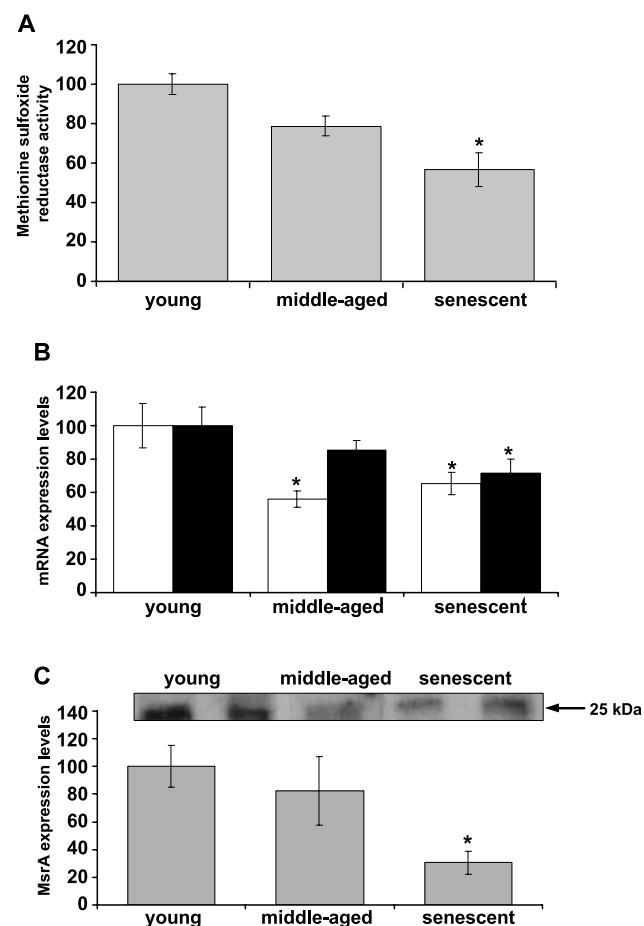 A
Methionine sulfoxide
reductase activity
120
100
80
60
40
20
0
*
young middle-aged senescent
B
mRNA expression levels
120
100
80
60
40
20
0
* * *
young middle-aged senescent
C
young middle-aged senescent
25 kDa
MsrA expression levels
140
120
100
80
60
40
20
0
*
young middle-aged senescent